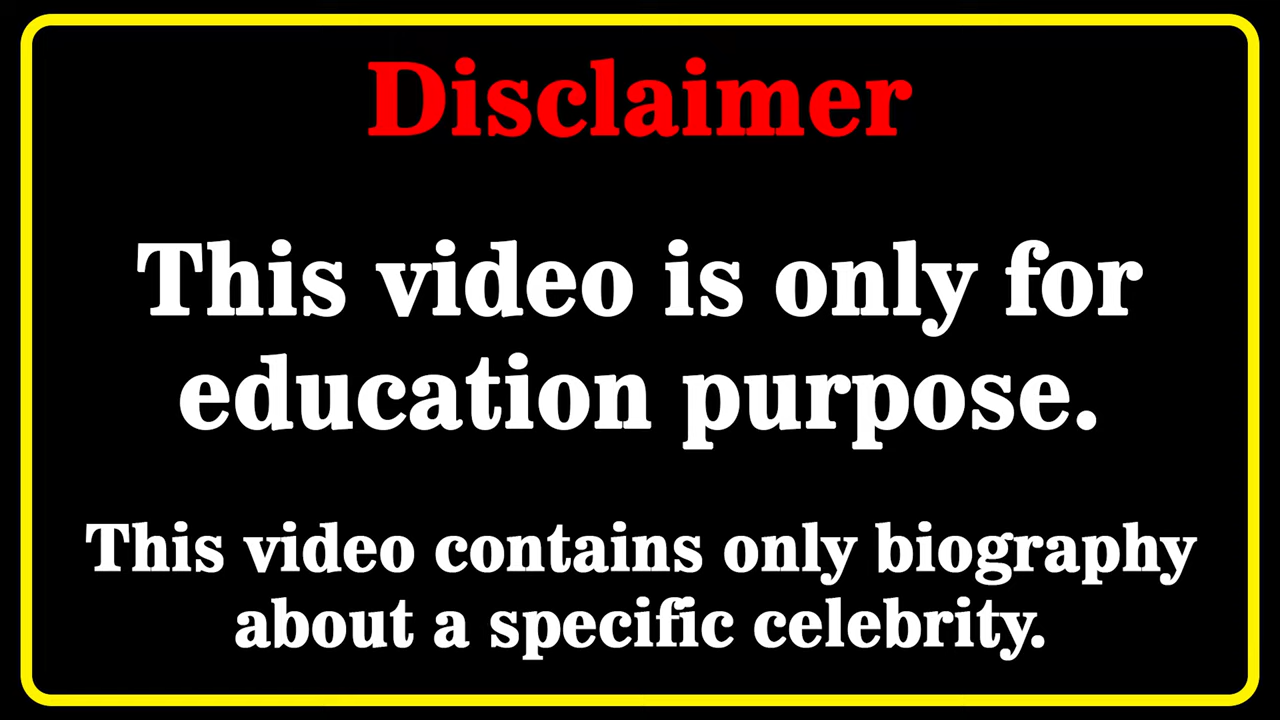 Disclaimer
This video is only for
education purpose.
This video contains only biography
about a specific celebrity.